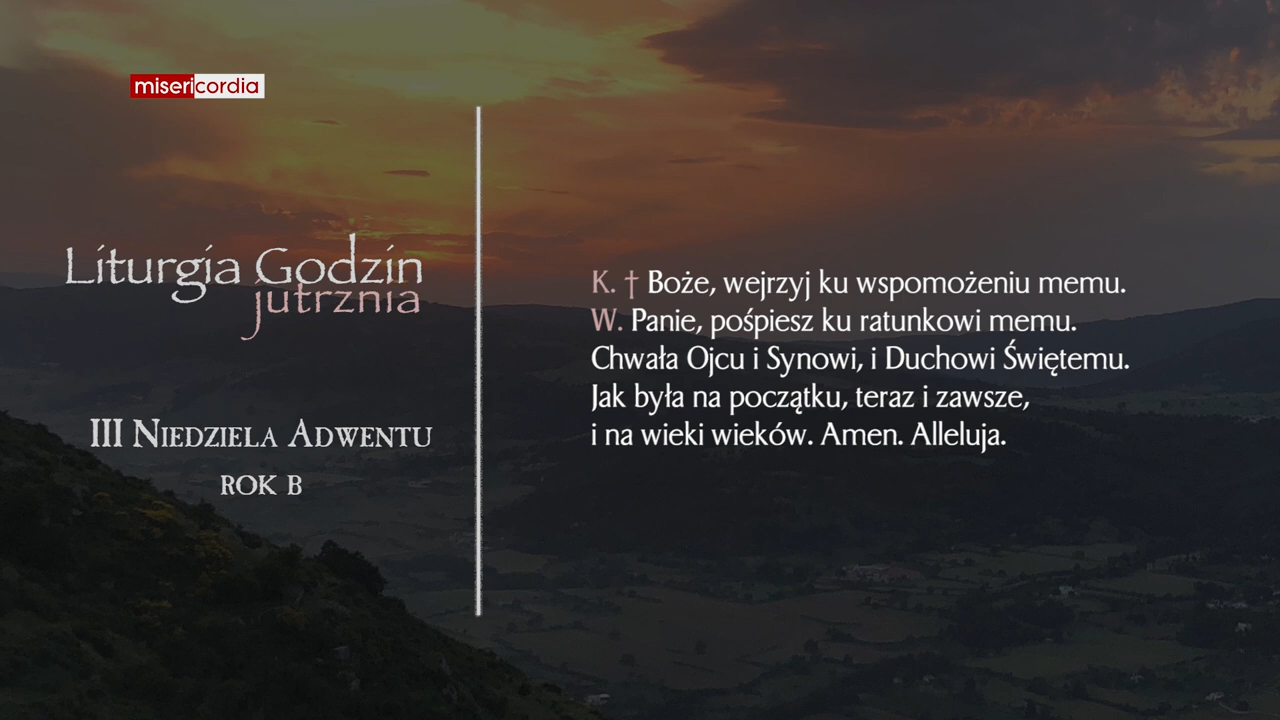 misericordia
Liturgia Godzin
jutrznia
III Niedziela Adwentu
rok B
K. † Boże, wejrzyj ku wspomożeniu memu.
W. Panie, pośpiesz ku ratunkowi memu.
Chwała Ojcu i Synowi, i Duchowi Świętemu.
Jak była na początku, teraz i zawsze,
i na wieki wieków. Amen. Alleluja.